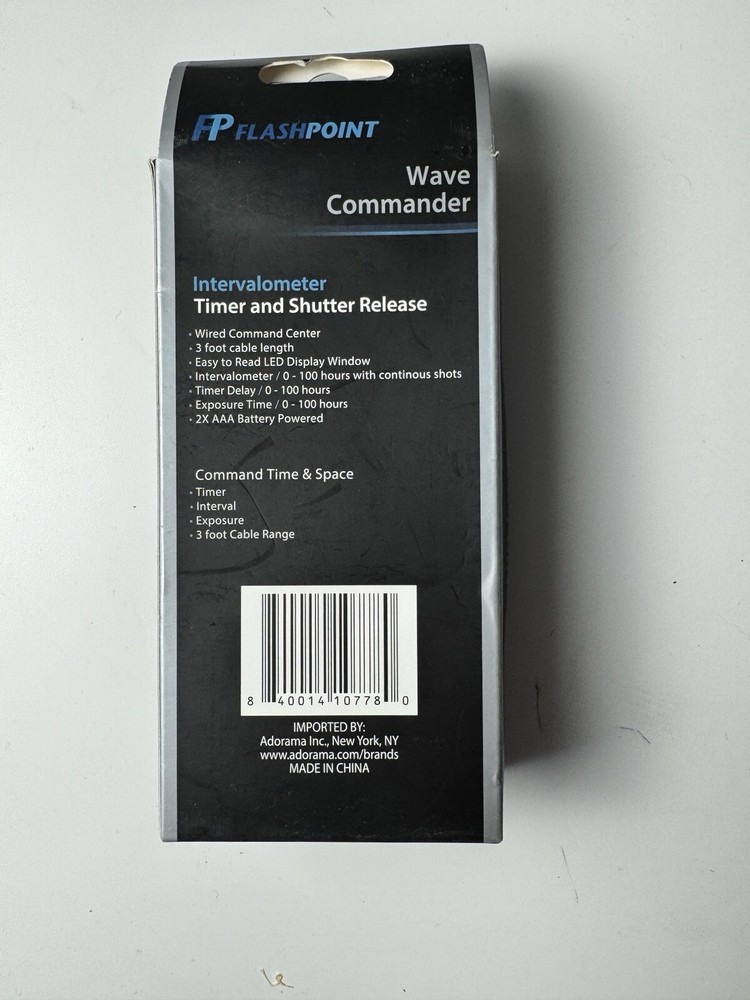 FP FLASHPOINT
Wave
Commander
Intervalometer
Timer and Shutter Release
· Wired Command Center
· 3 foot cable length
· Easy to Read LED Display Window
· Intervalometer / 0 - 100 hours with continous shots
· Timer Delay / 0 - 100 hours
· Exposure Time / 0 - 100 hours
· 2X AAA Battery Powered
Command Time & Space
· Timer
· Interval
· Exposure
· 3 foot Cable Range
8 40014 10778 0
IMPORTED BY:
Adorama Inc., New York, NY
www.adorama.com/brands
MADE IN CHINA